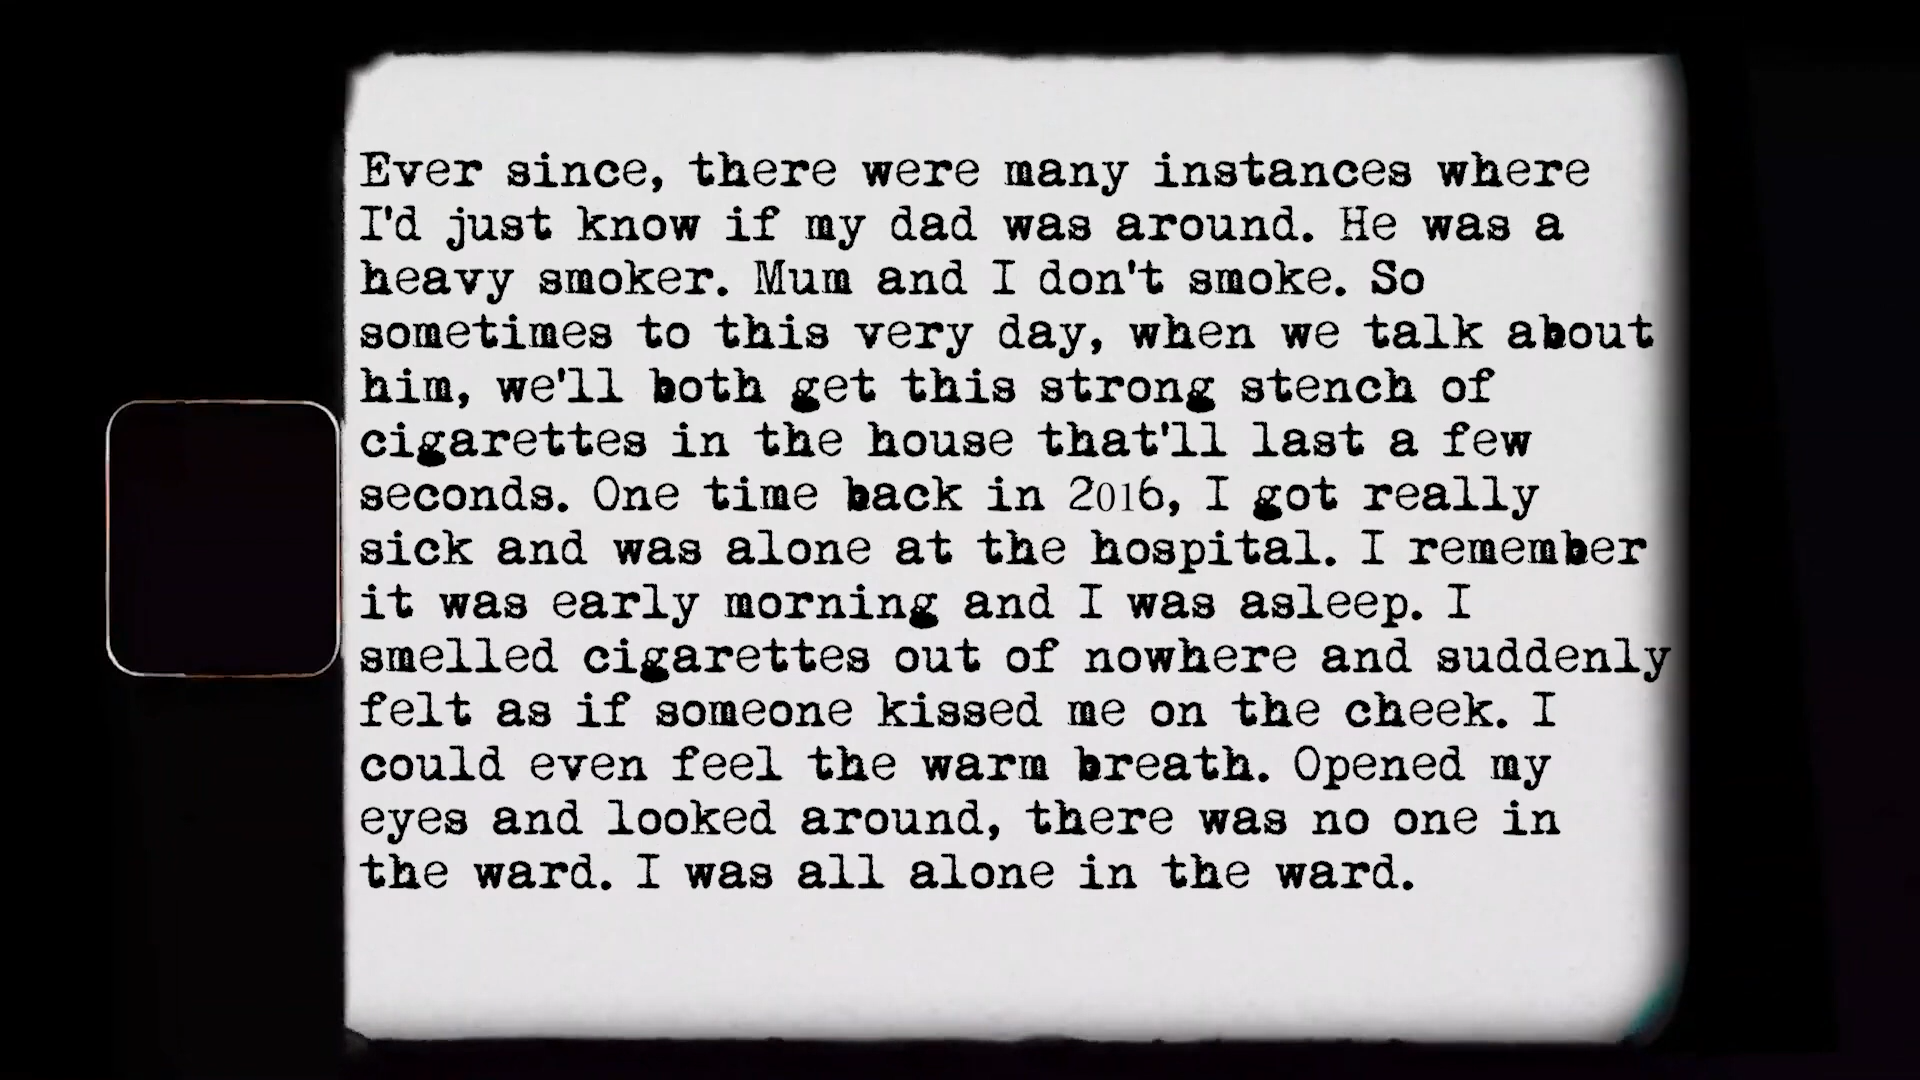 Ever since, there were many instances where
I'd just know if my dad was around. He was a
heavy smoker. Mum and I don't smoke. So
sometimes to this very day, when we talk about
him, we'll both get this strong stench of
cigarettes in the house that'll last a few
seconds. One time back in 2016, I got really
sick and was alone at the hospital. I remember
it was early morning and I was asleep. I
smelled cigarettes out of nowhere and suddenly
felt as if someone kissed me on the cheek. I
could even feel the warm breath. Opened my
eyes and looked around, there was no one in
the ward. I was all alone in the ward.